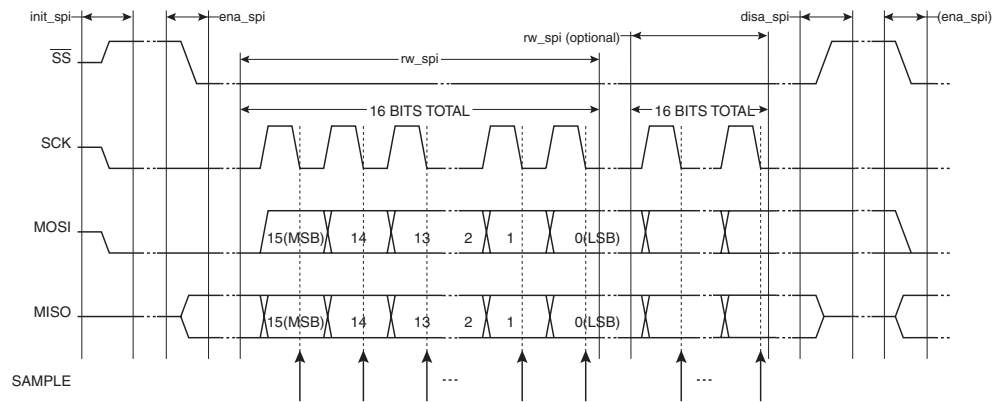 init_spi
ena_spi
disa_spi
(ena_spi)
rw_spi (optional)
rw_spi
SS
16 BITS TOTAL
16 BITS TOTAL
SCK
MOSI
15(MSB) 14 13 2 1 0(LSB)
MISO
15(MSB) 14 13 2 1 0(LSB)
SAMPLE